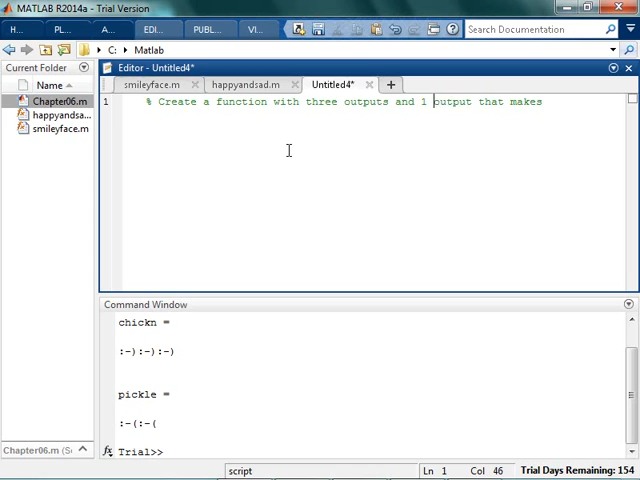 MATLAB R2014a - Trial Version
H... PL... A... EDI... PUBL... VI... Search Documentation
C: Matlab
Current Folder
Editor - Untitled4*
Name
smileyface.m happyandsad.m Untitled4*
Chapter06.m
happyandsa...
smileyface.m
1 % Create a function with three outputs and 1 output that makes
Command Window
chickn =
:-):-):-)
pickle =
:-(:-(
fx Trial>>
Chapter06.m (Sc
script Ln 1 Col 46 Trial Days Remaining: 154